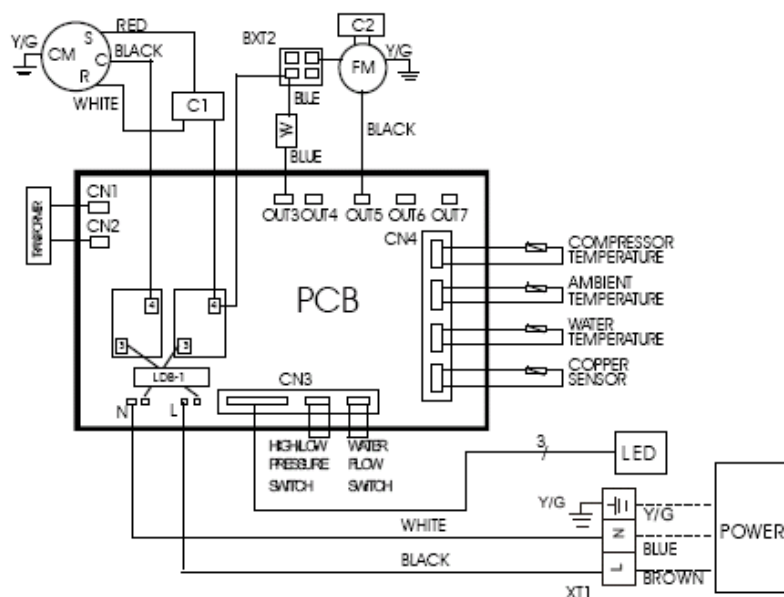 RED
C2
Y/G
S
BXT2
Y/G
CM
C
BLACK
FM
R
WHITE
C1
BLUE
W
BLACK
BLUE
CN1
OUT3
OUT4
OUT5
OUT6
OUT7
TRANSFORMER
CN2
CN4
COMPRESSOR
TEMPERATURE
4
4
PCB
AMBIENT
TEMPERATURE
3
3
WATER
TEMPERATURE
LDB-1
CN3
COPPER
SENSOR
N
L
HIGH/LOW
PRESSURE
SWITCH
WATER
FLOW
SWITCH
3
LED
Y/G
Y/G
WHITE
N
BLUE
POWER
BLACK
L
BROWN
XT1